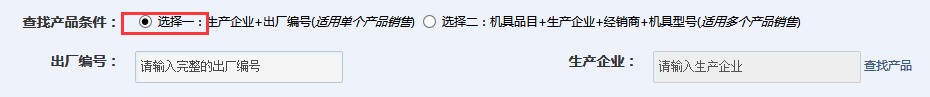 查找产品条件： 选择一：生产企业+出厂编号(适用单个产品销售) 选择二：机具品目+生产企业+经销商+机具型号(适用多个产品销售)
出厂编号： 请输入完整的出厂编号 生产企业： 请输入生产企业 查找产品